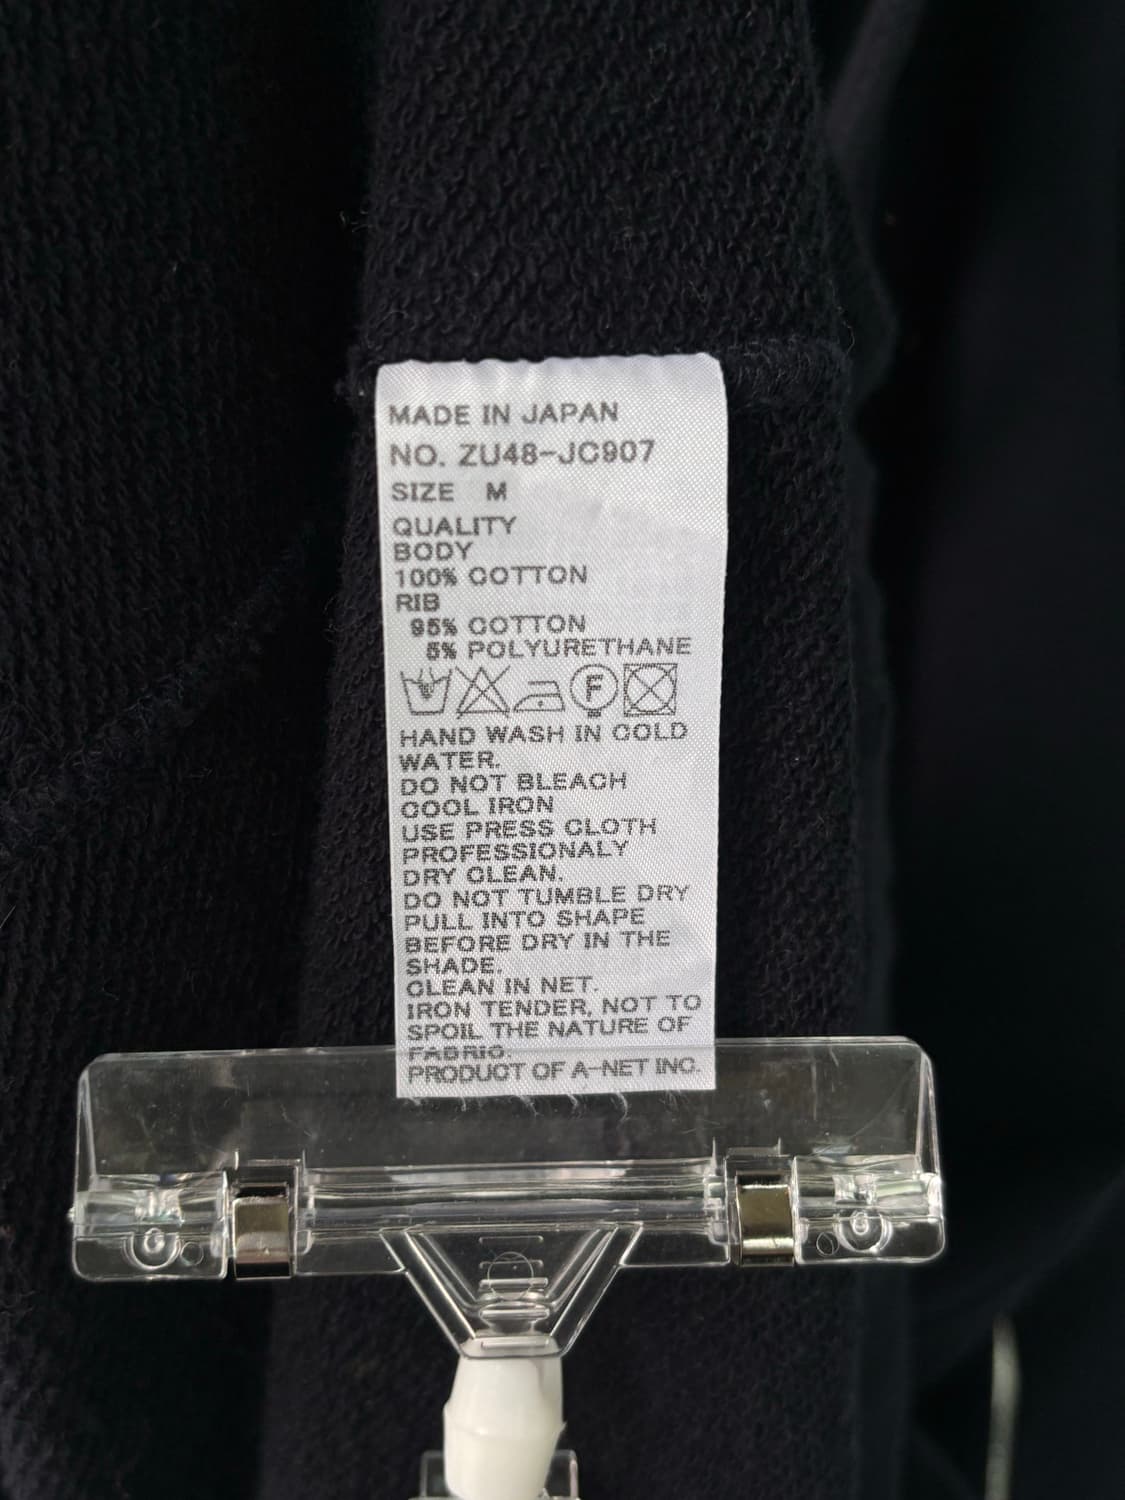 MADE IN JAPAN
NO. ZU48-JC907
SIZE M
QUALITY
BODY
100% COTTON
RIB
95% COTTON
5% POLYURETHANE
F
HAND WASH IN COLD
WATER.
DO NOT BLEACH
COOL IRON
USE PRESS CLOTH
PROFESSIONALY
DRY CLEAN.
DO NOT TUMBLE DRY
PULL INTO SHAPE
BEFORE DRY IN THE
SHADE.
CLEAN IN NET.
IRON TENDER, NOT TO
SPOIL THE NATURE OF
FABRIC.
PRODUCT OF A-NET INC.